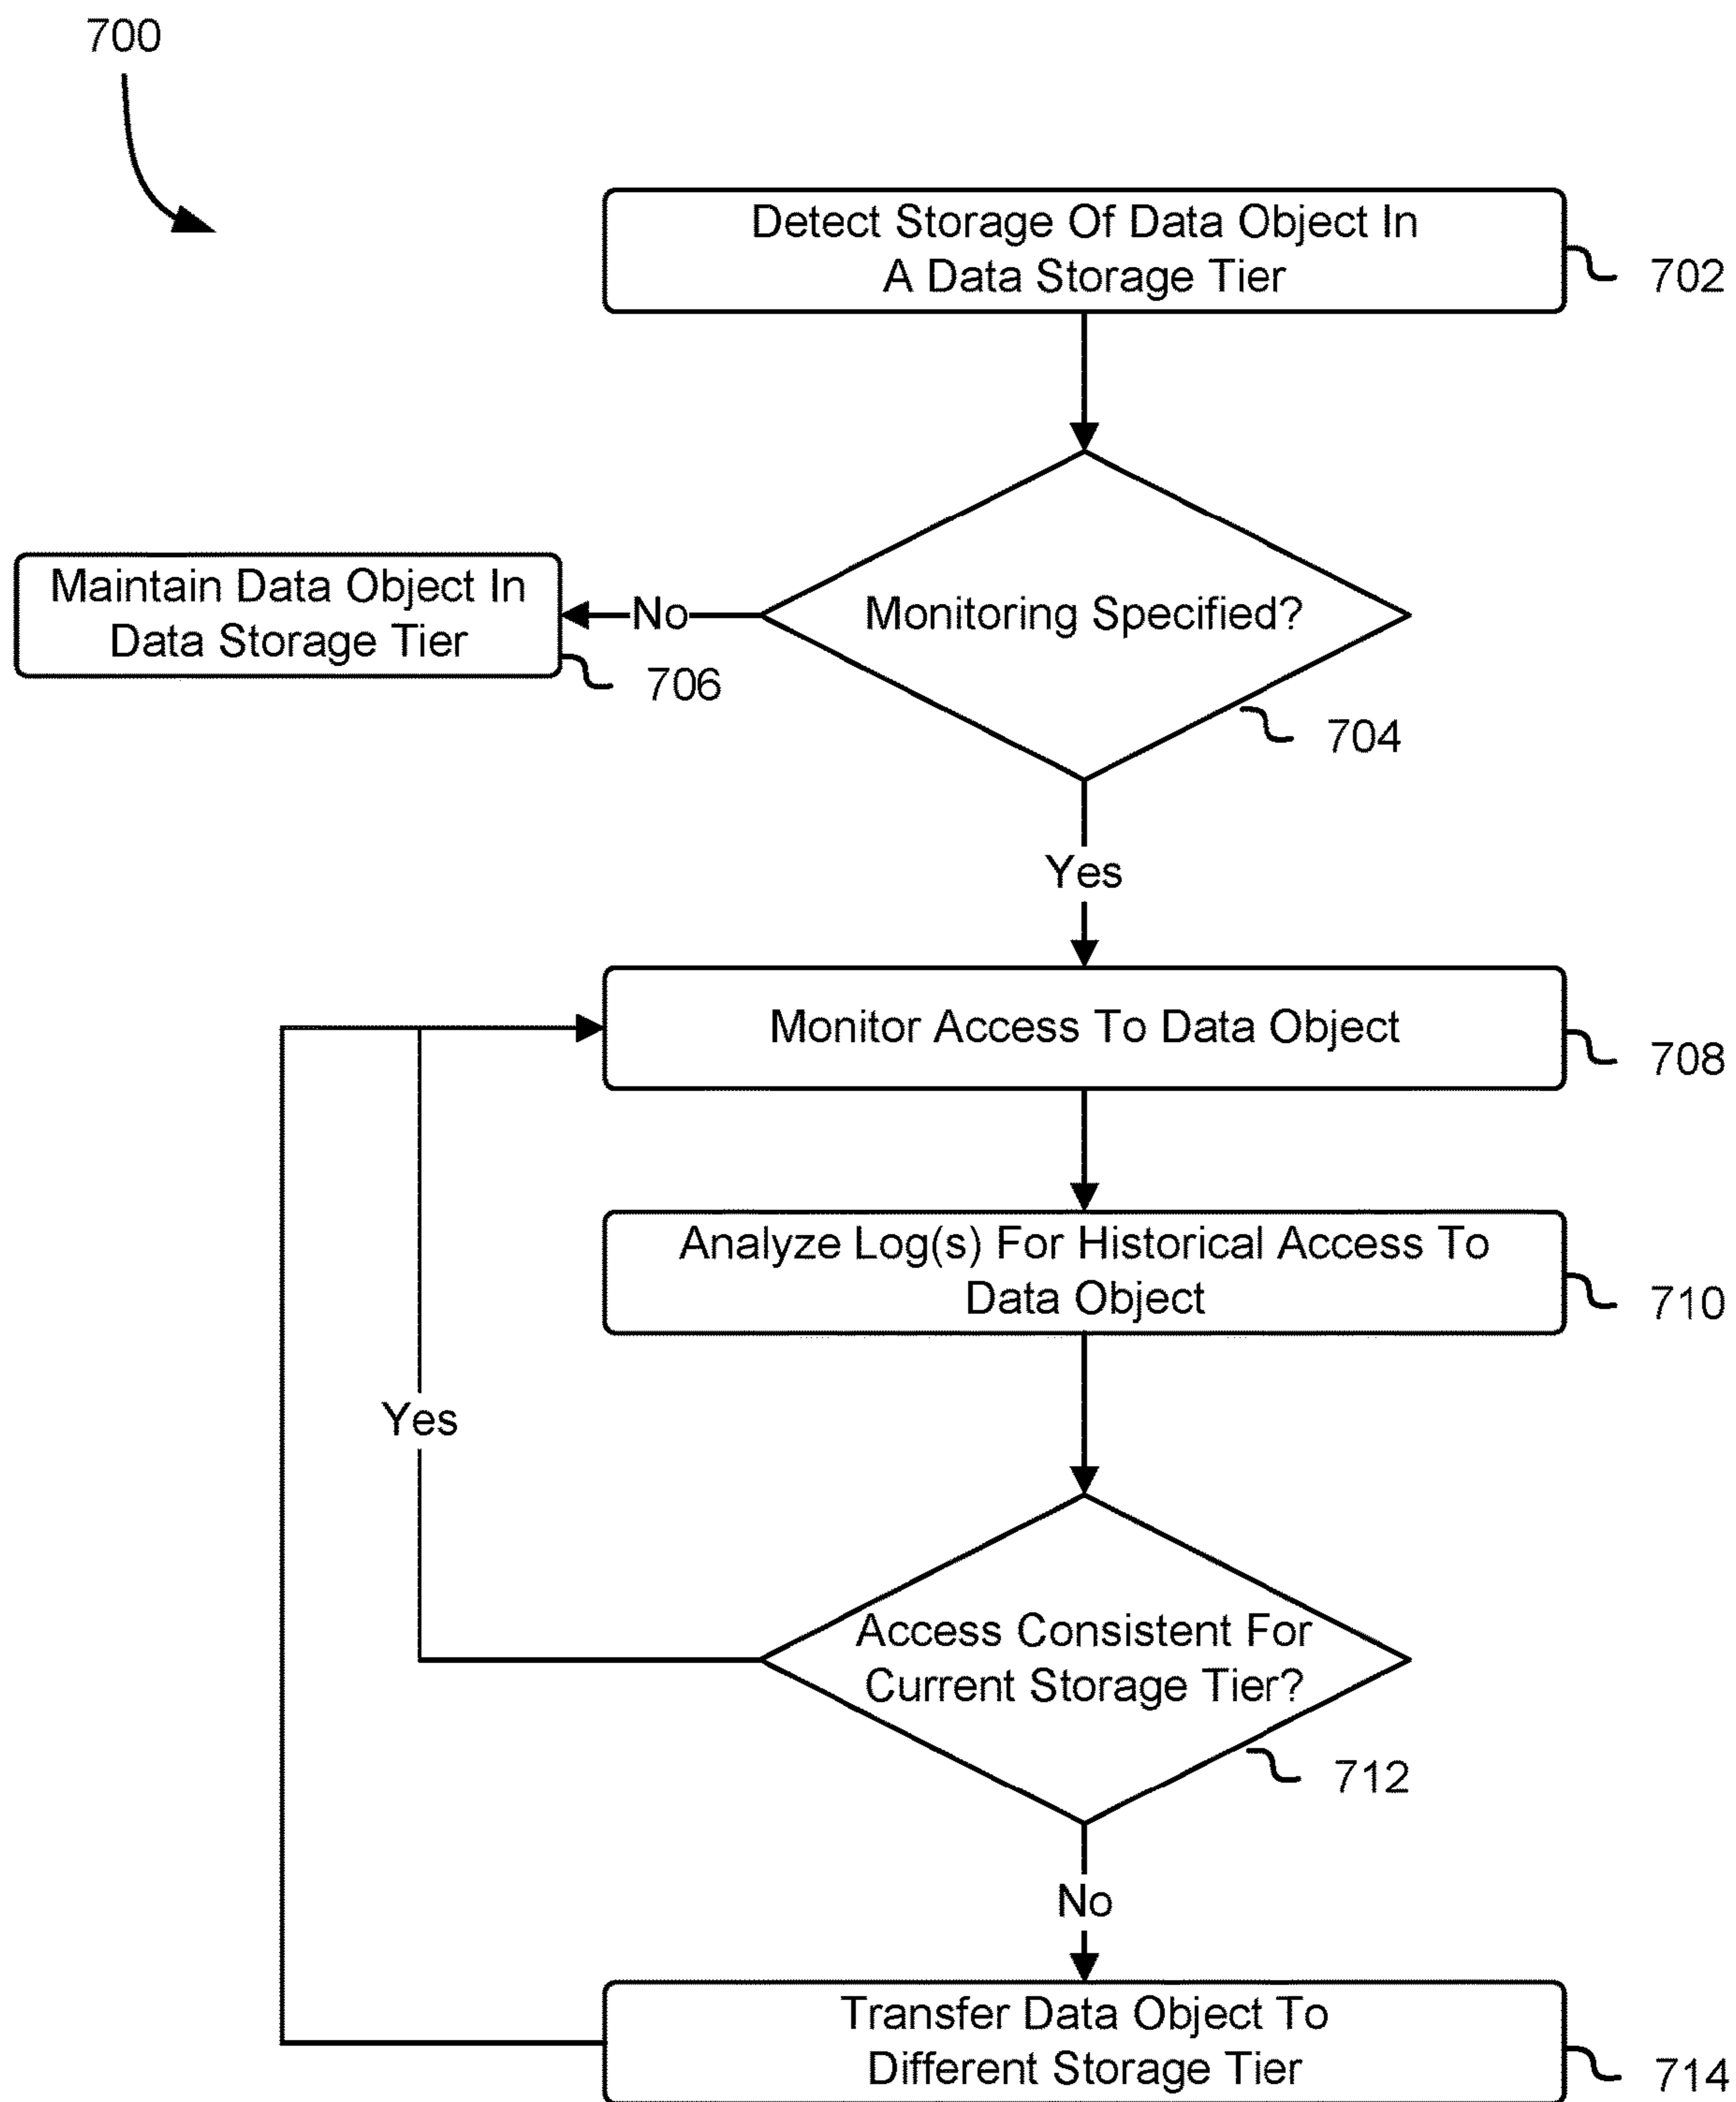 700
Detect Storage Of Data Object In
A Data Storage Tier
702
Monitoring Specified?
No
Maintain Data Object In
Data Storage Tier
706
704
Yes
Monitor Access To Data Object
708
Analyze Log(s) For Historical Access To
Data Object
710
Yes
Access Consistent For
Current Storage Tier?
712
No
Transfer Data Object To
Different Storage Tier
714